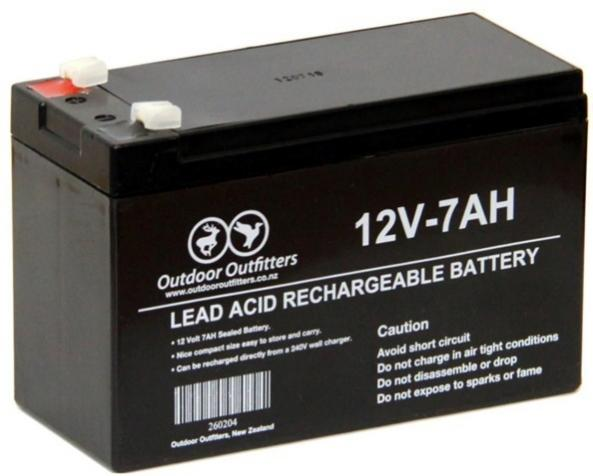 120718
12V-7AH
Outdoor Outfitters
www.outdooroutfitters.co.nz
LEAD ACID RECHARGEABLE BATTERY
• 12 Volt 7AH Sealed Battery.
• Nice compact size easy to store and carry.
• Can be recharged directly from a 240V wall charger.
Caution
Avoid short circuit
Do not charge in air tight conditions
Do not disassemble or drop
Do not expose to sparks or fame
260204
Outdoor Outfitters, New Zealand